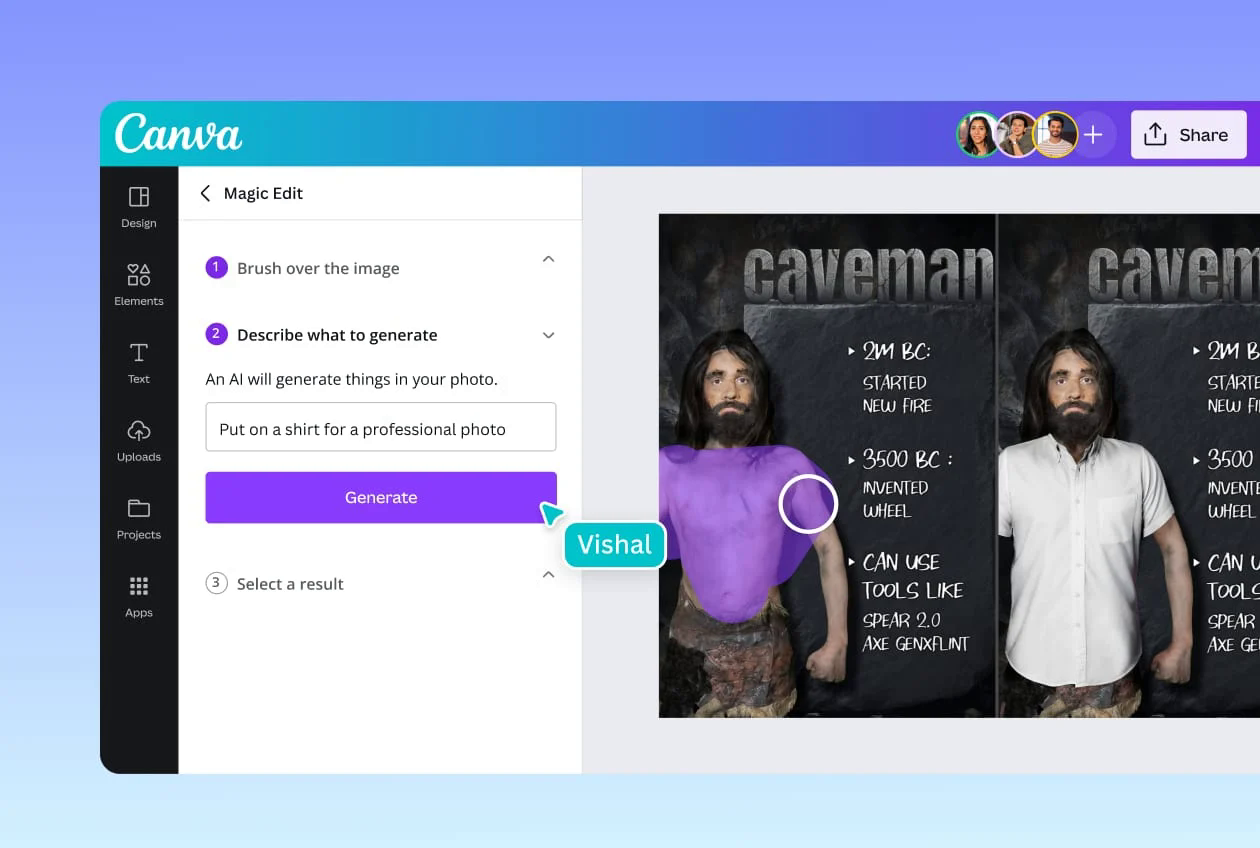 Canva
Share
Design
Elements
Text
Uploads
Projects
Apps
Magic Edit
1 Brush over the image
2 Describe what to generate
An AI will generate things in your photo.
Put on a shirt for a professional photo
Generate
Vishal
3 Select a result
caveman
2M BC:
STARTED
NEW FIRE
3500 BC :
INVENTED
WHEEL
CAN USE
TOOLS LIKE
SPEAR 2.0
AXE GENXFLINT
cavem
2M B
STARTE
NEW FI
3500
INVENTE
WHEEL
CAN U
TOOLS
SPEAR
AXE GE